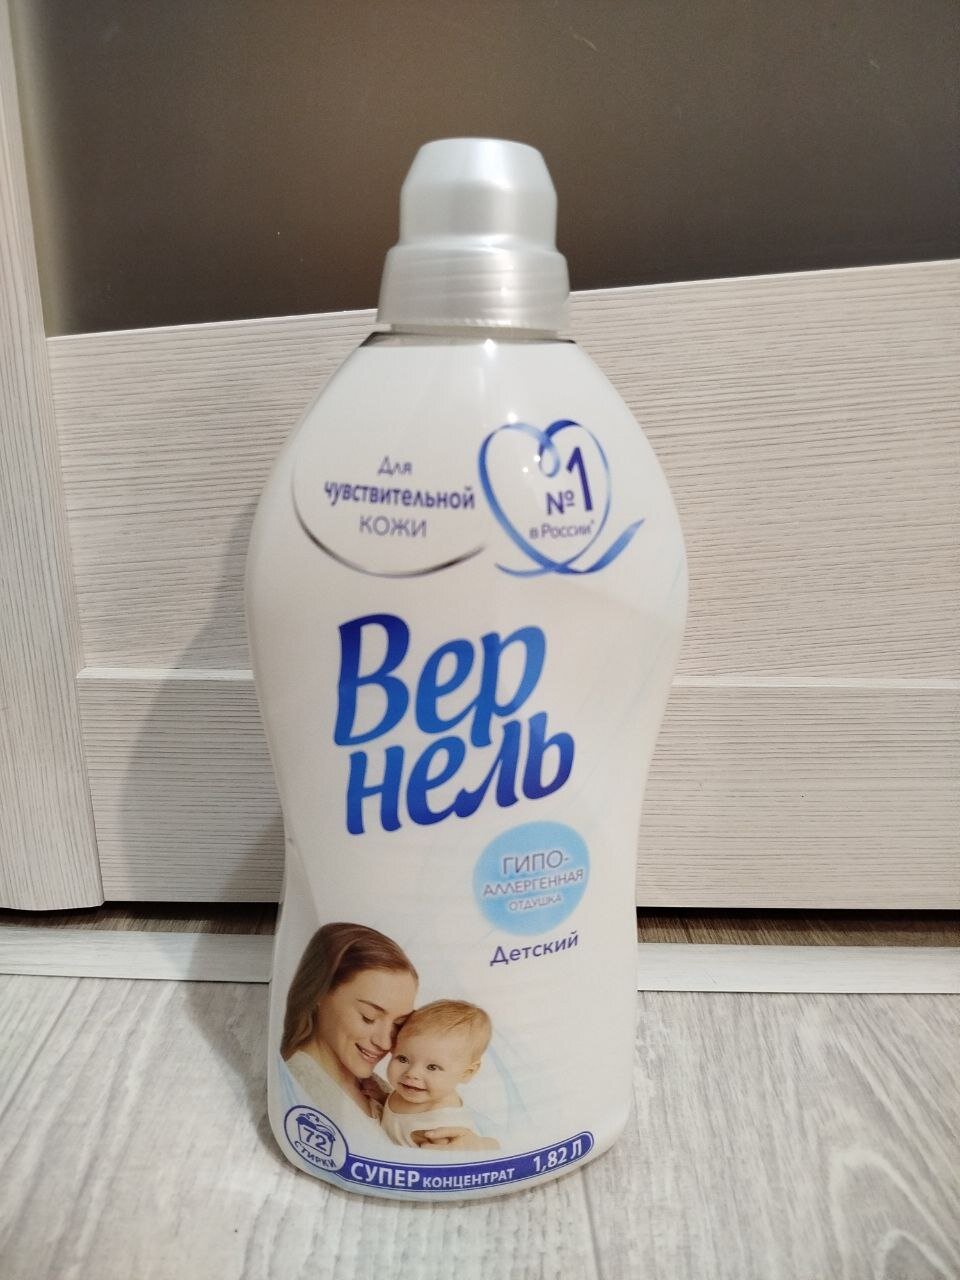 Для
чувствительной
кожи
№1
в России*
Вер
нель
ГИПО-
АЛЛЕРГЕННАЯ
ОТДУШКА
Детский
72
СТИРКИ
СУПЕР КОНЦЕНТРАТ 1,82 Л